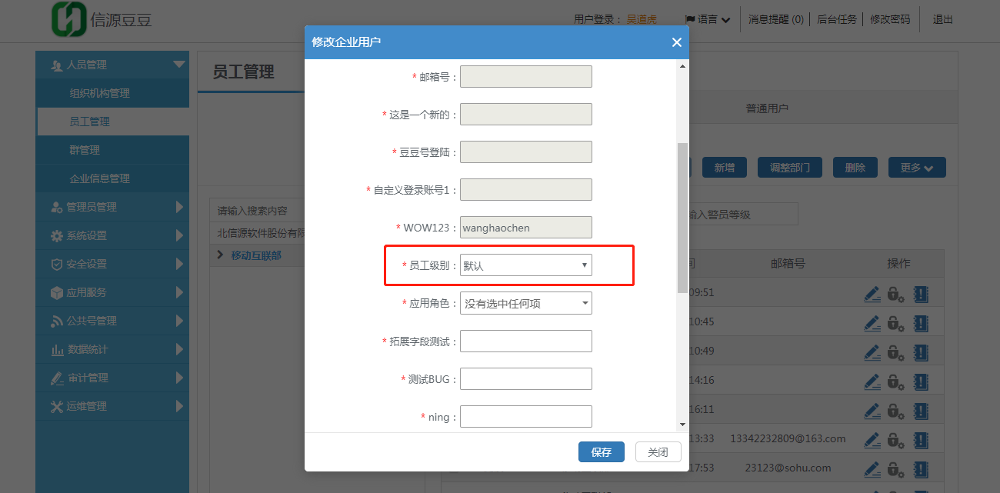 信源豆豆
用户登录： 吴道虎 语言 消息提醒 (0) 后台任务 修改密码 退出
人员管理
组织机构管理
员工管理
群管理
企业信息管理
管理员管理
系统设置
安全设置
应用服务
公共号管理
数据统计
审计管理
运维管理
员工管理
普通用户
新增 调整部门 删除 更多
请输入搜索内容
输入警员等级
北信源软件股份有限
移动互联部
间 邮箱号 操作
09:51
10:45
10:49
14:16
16:11
13:33 13342232809@163.com
17:53 23123@sohu.com
修改企业用户
* 邮箱号：
* 这是一个新的：
* 豆豆号登陆：
* 自定义登录账号1：
* WOW123： wanghaochen
* 员工级别： 默认
* 应用角色： 没有选中任何项
* 拓展字段测试：
* 测试BUG：
* ning：
保存 关闭